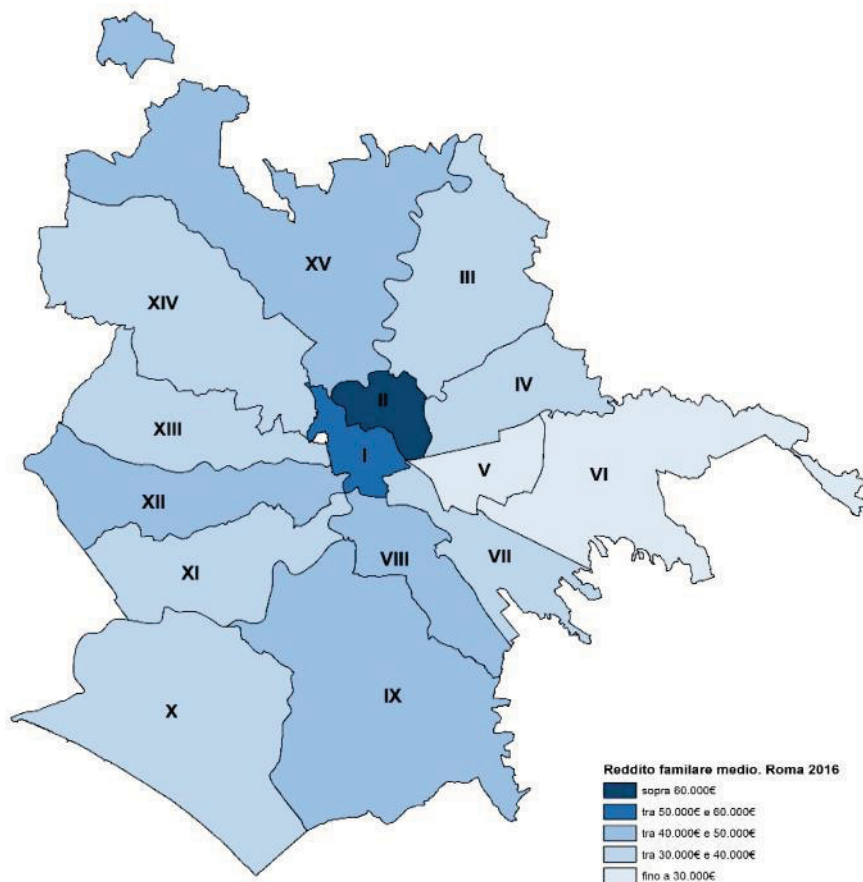 XV
III
XIV
II
IV
XIII
I
V
VI
XII
VIII
VII
XI
IX
X
Reddito familare medio. Roma 2016
sopra 60.000€
tra 50.000€ e 60.000€
tra 40.000€ e 50.000€
tra 30.000€ e 40.000€
fino a 30.000€